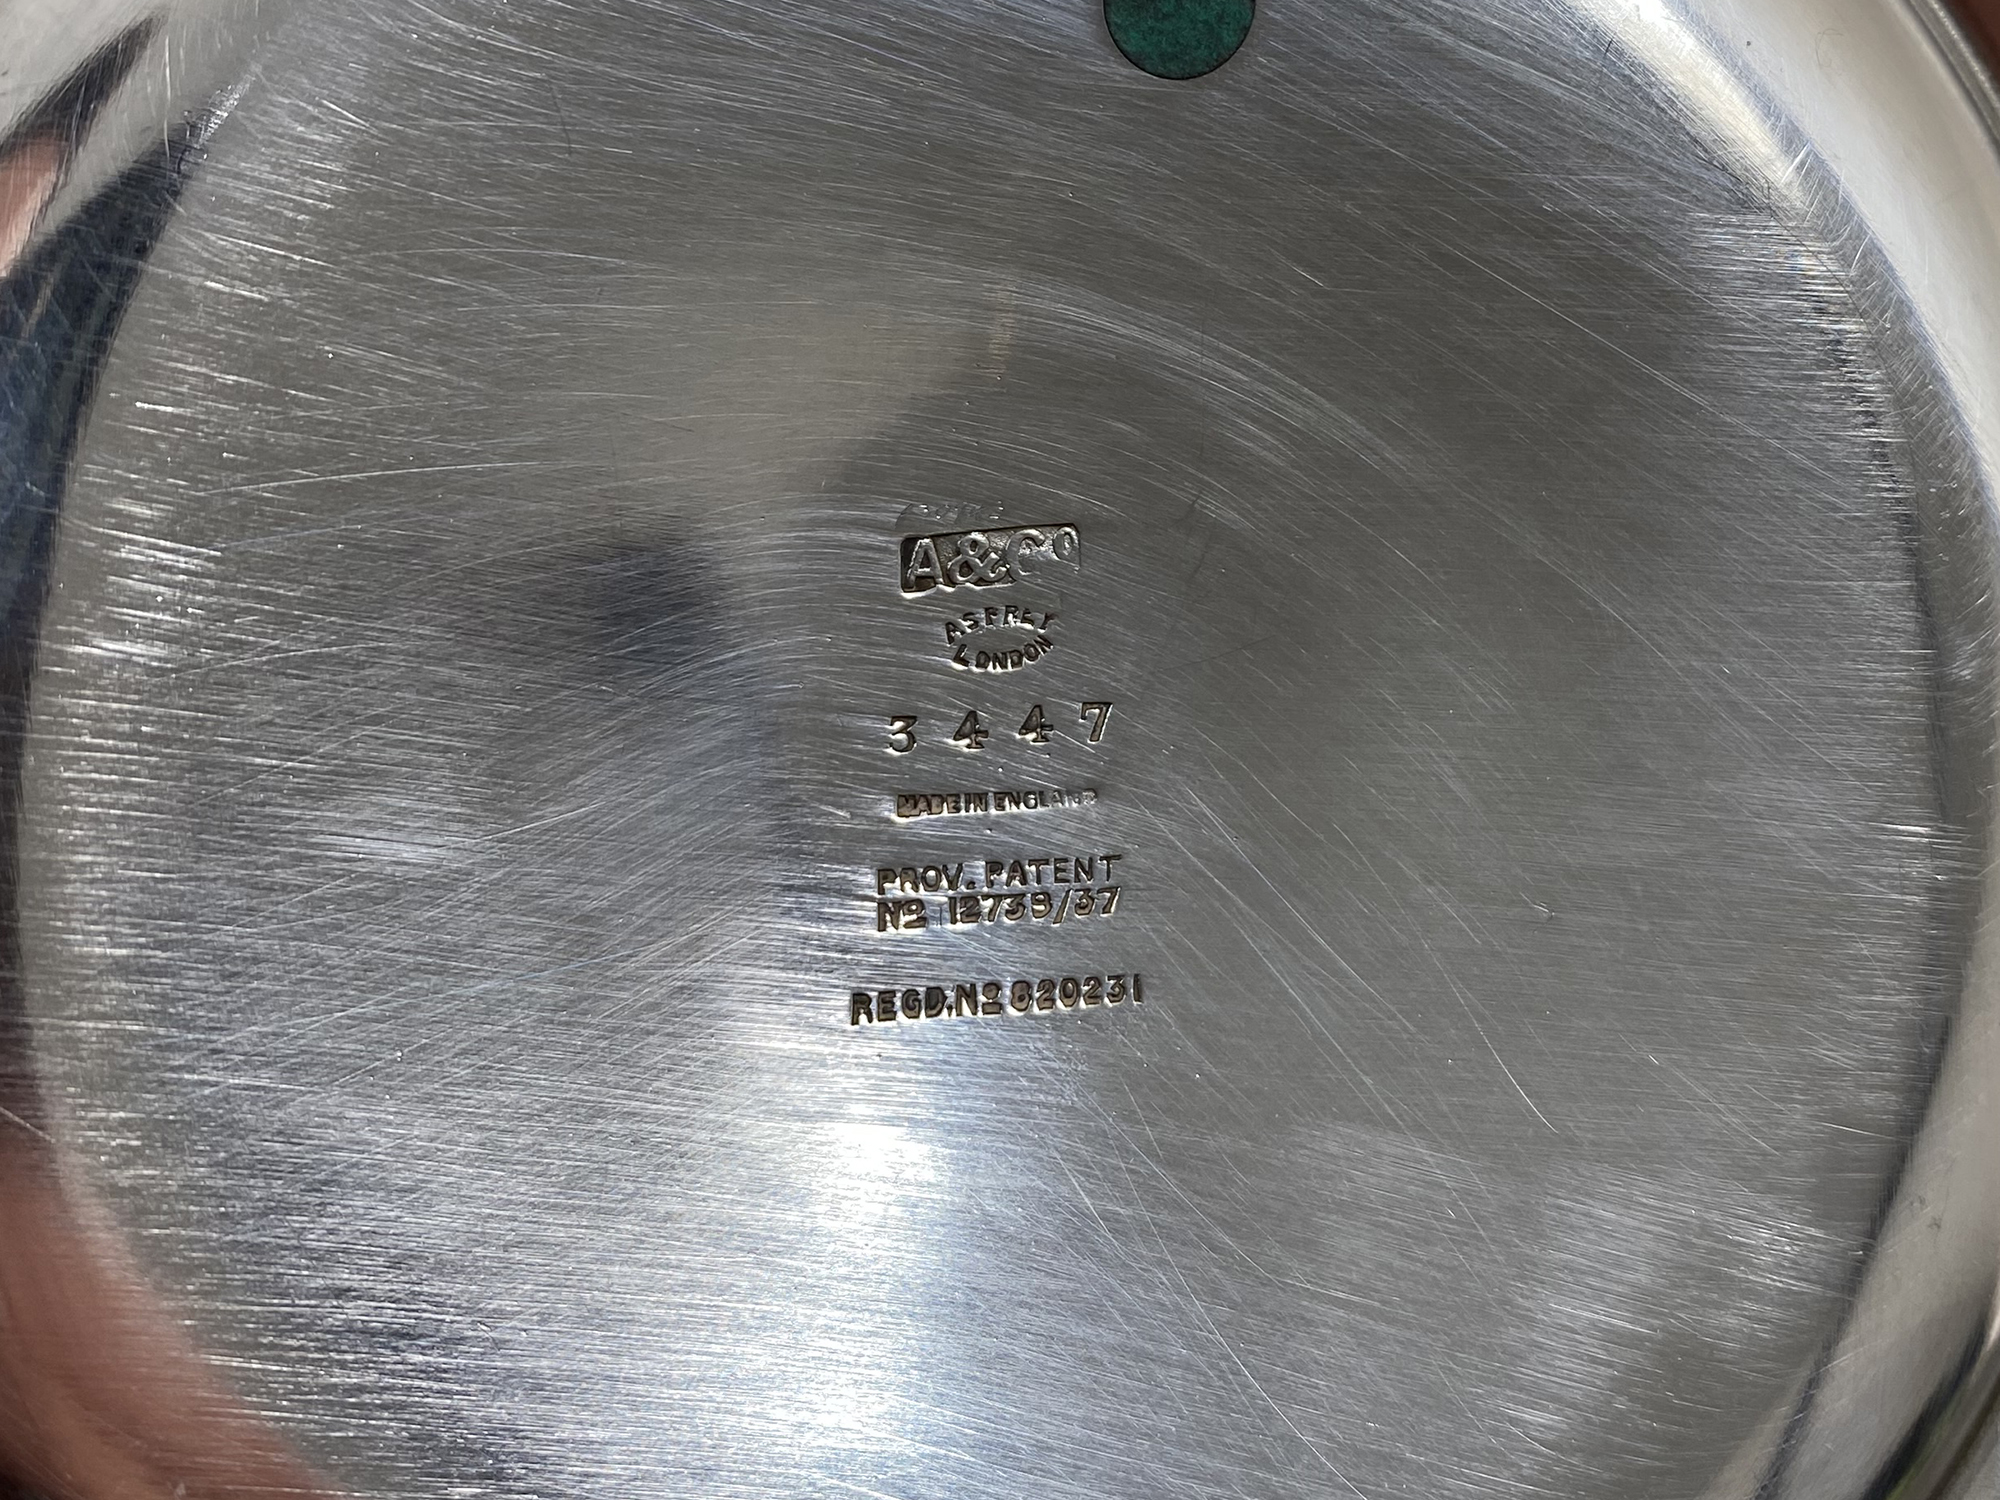 A&Cº
ASPREY
LONDON
3447
MADE IN ENGLAND
PROV. PATENT
Nº 12738/37
REGD. Nº 820231